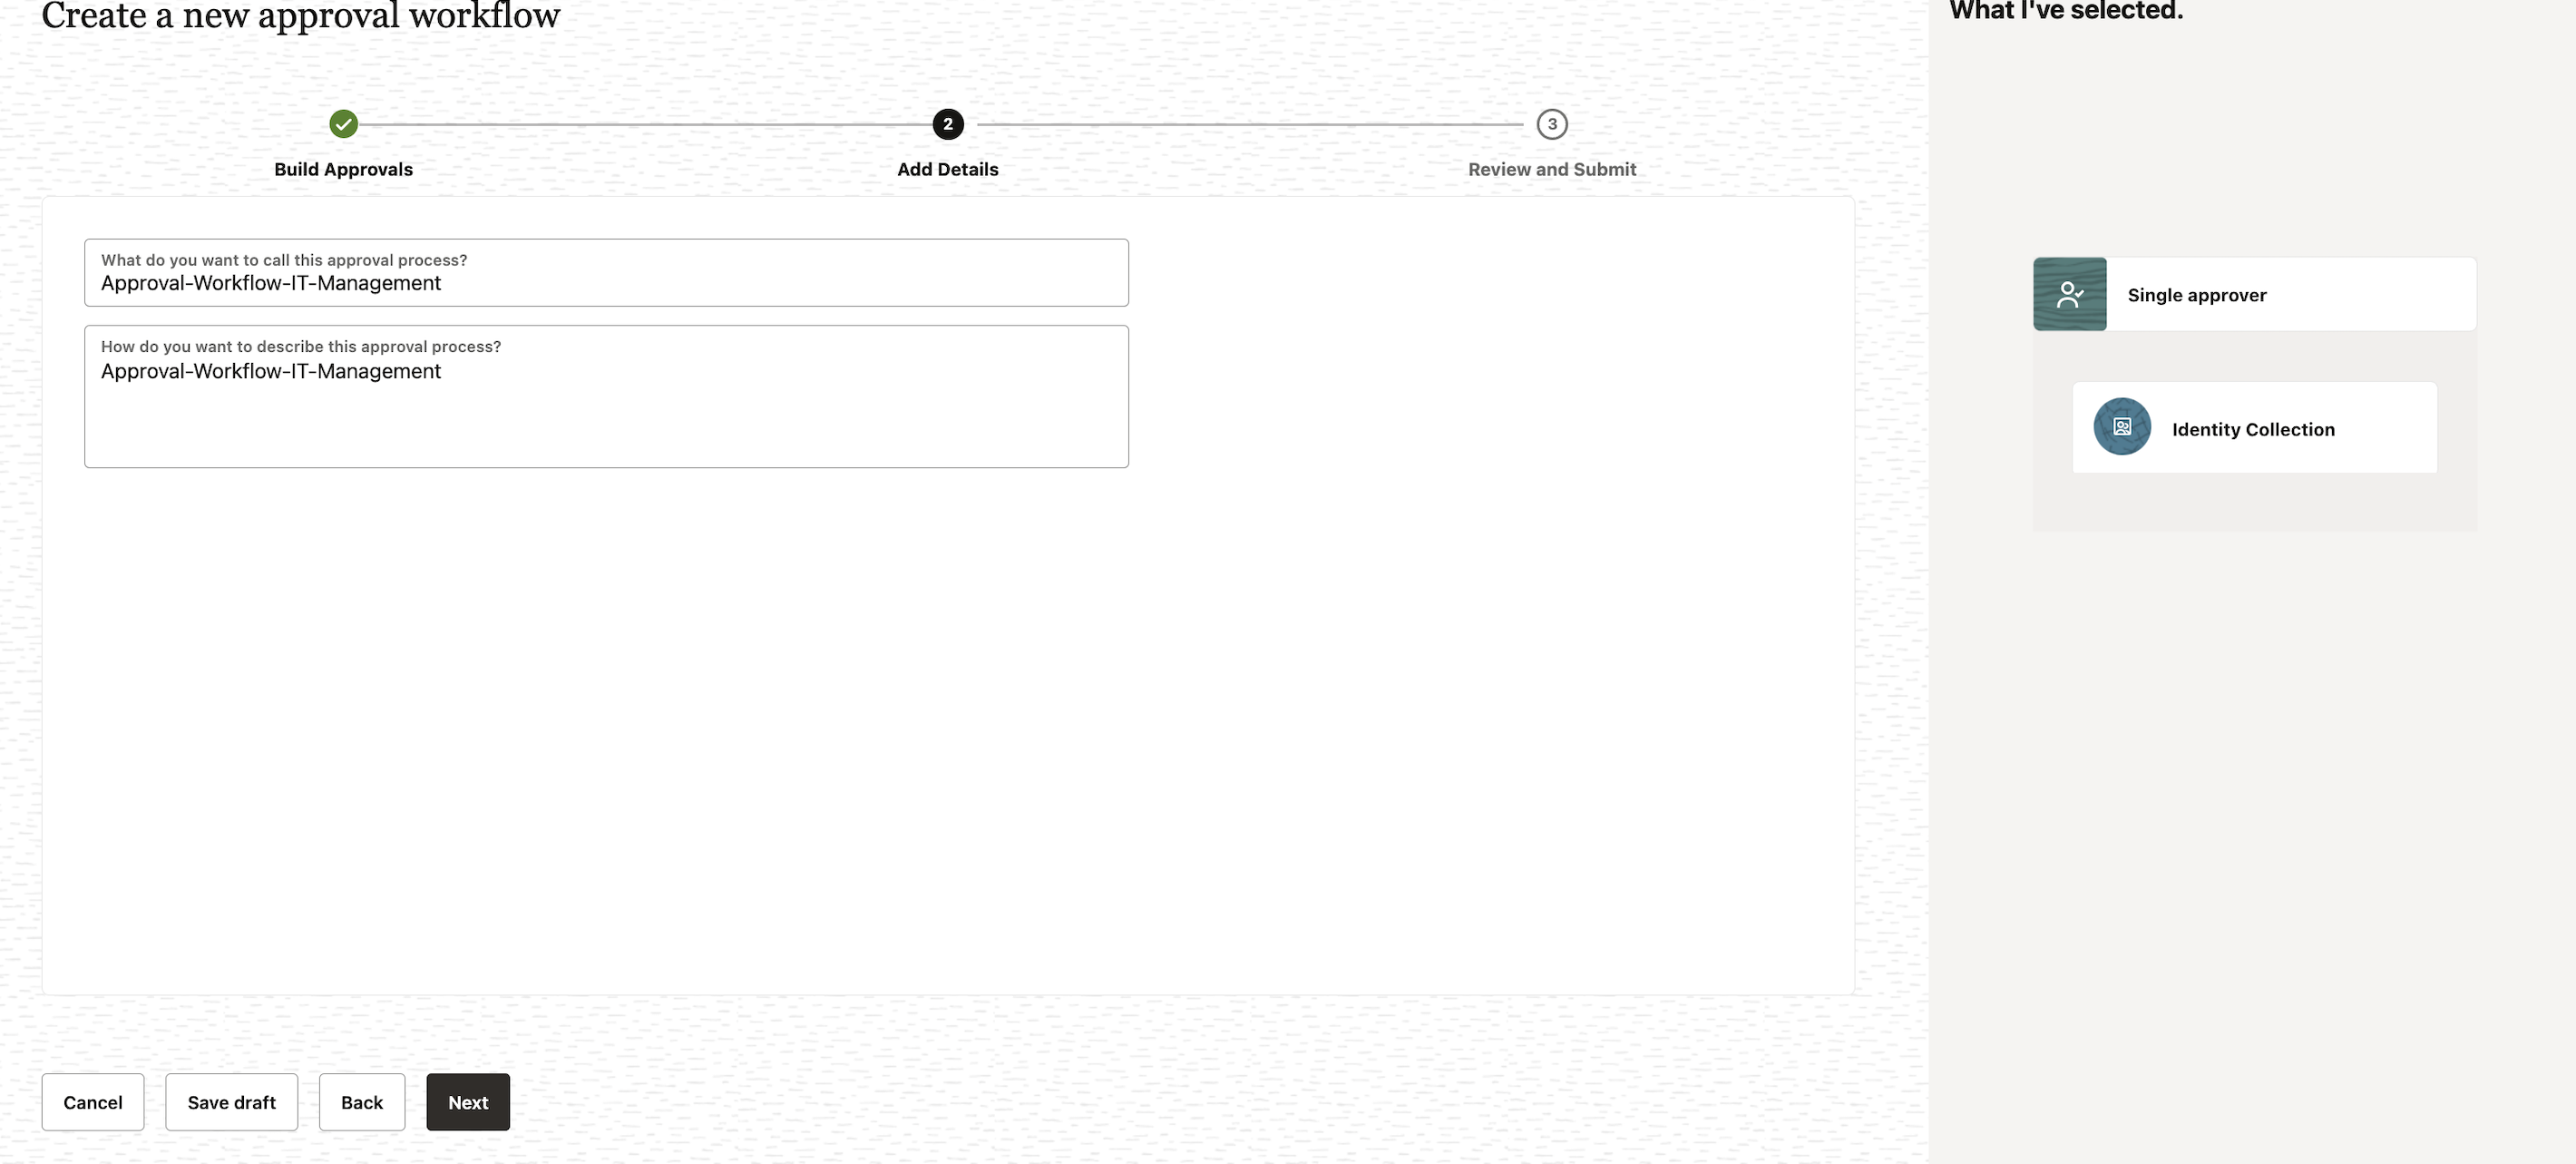 Create a new approval workflow
What I've selected.
2
3
Build Approvals
Add Details
Review and Submit
What do you want to call this approval process?
Approval-Workflow-IT-Management
How do you want to describe this approval process?
Approval-Workflow-IT-Management
Single approver
Identity Collection
Cancel
Save draft
Back
Next